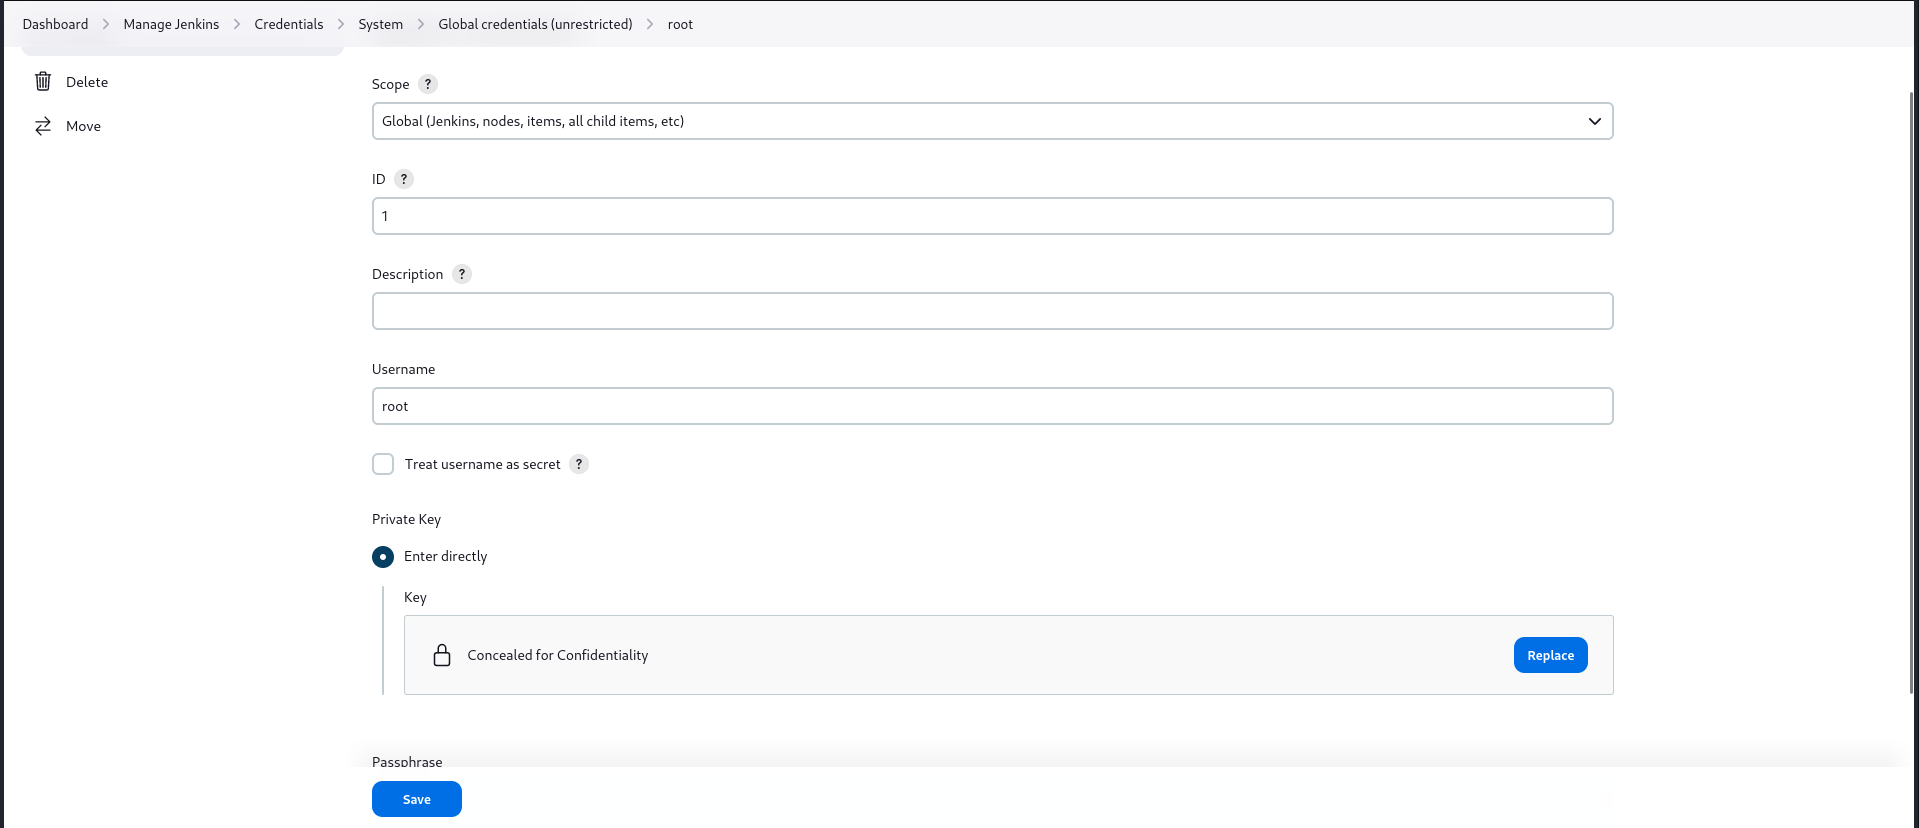 Dashboard > Manage Jenkins > Credentials > System > Global credentials (unrestricted) > root
Delete
Move
Scope ?
Global (Jenkins, nodes, items, all child items, etc)
ID ?
1
Description ?
Username
root
Treat username as secret ?
Private Key
Enter directly
Key
Concealed for Confidentiality
Replace
Passphrase
Save